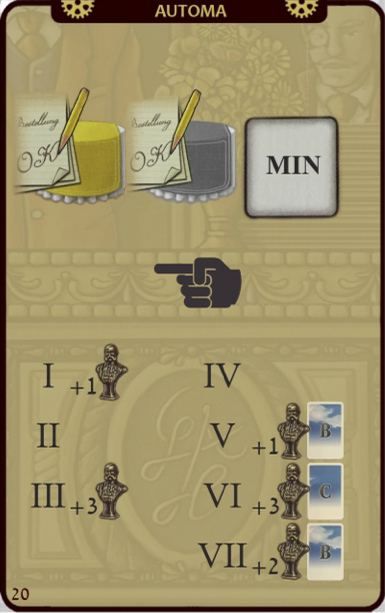 AUTOMA
Bestellung OK Bestellung OK MIN
I +1 IV
II V +1 B
III +3 VI +3 C
VII +2 B
20